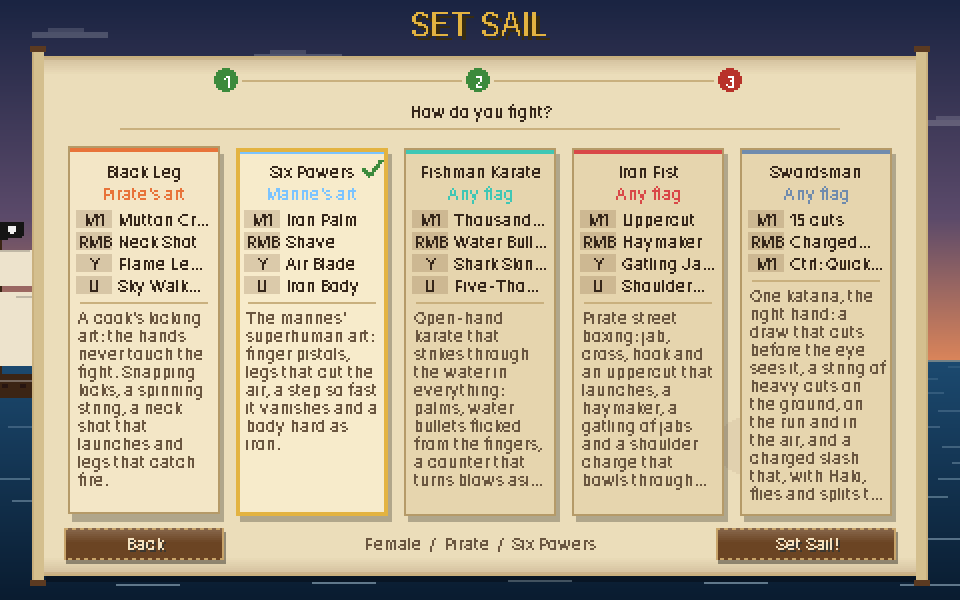 SET SAIL
1
2
3
How do you fight?
Black Leg
Pirate's art
M1 Mutton Cr...
RMB Neck Shot
Y Flame Le...
U Sky Walk...
A cook's kicking
art: the hands
never touch the
fight. Snapping
kicks, a spinning
string, a neck
shot that
launches and
legs that catch
fire.
Six Powers
Marine's art
M1 Iron Palm
RMB Shave
Y Air Blade
U Iron Body
The marines'
superhuman art:
finger pistols,
legs that cut the
air, a step so fast
it vanishes and a
body hard as
iron.
Fishman Karate
Any flag
M1 Thousand...
RMB Water Bull...
Y Shark Skin...
U Five-Tho...
Open-hand
karate that
strikes through
the water in
everything:
palms, water
bullets flicked
from the fingers,
a counter that
turns blows asi...
Iron Fist
Any flag
M1 Uppercut
RMB Haymaker
Y Gatling Ja...
U Shoulder...
Pirate street
boxing: jab,
cross, hook and
an uppercut that
launches, a
haymaker, a
gatling of jabs
and a shoulder
charge that
bowls through...
Swordsman
Any flag
M1 15 cuts
RMB Charged...
M1 Ctrl: Quick...
One katana, the
right hand: a
draw that cuts
before the eye
sees it, a string of
heavy cuts on
the ground, on
the run and in
the air, and a
charged slash
that, with Haki,
flies and splits t...
Back
Female / Pirate / Six Powers
Set Sail!